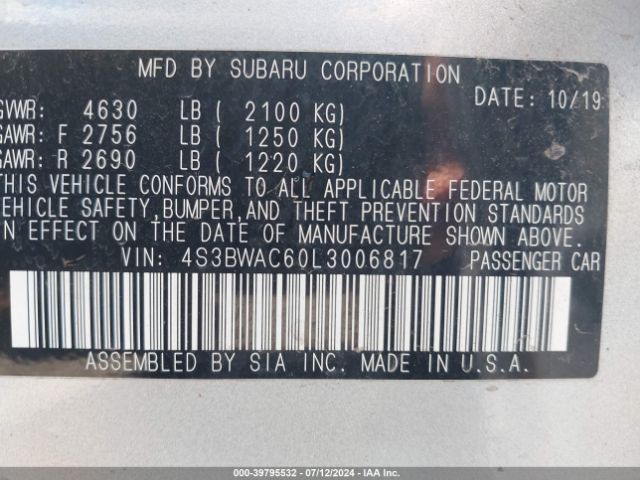 MFD BY SUBARU CORPORATION
DATE: 10/19
GVWR: 4630 LB ( 2100 KG)
GAWR: F 2756 LB ( 1250 KG)
GAWR: R 2690 LB ( 1220 KG)
THIS VEHICLE CONFORMS TO ALL APPLICABLE FEDERAL MOTOR
VEHICLE SAFETY, BUMPER, AND THEFT PREVENTION STANDARDS
IN EFFECT ON THE DATE OF MANUFACTURE SHOWN ABOVE.
VIN: 4S3BWAC60L3006817 PASSENGER CAR
ASSEMBLED BY SIA INC. MADE IN U.S.A.
000-39795532 - 07/12/2024 - IAA Inc.